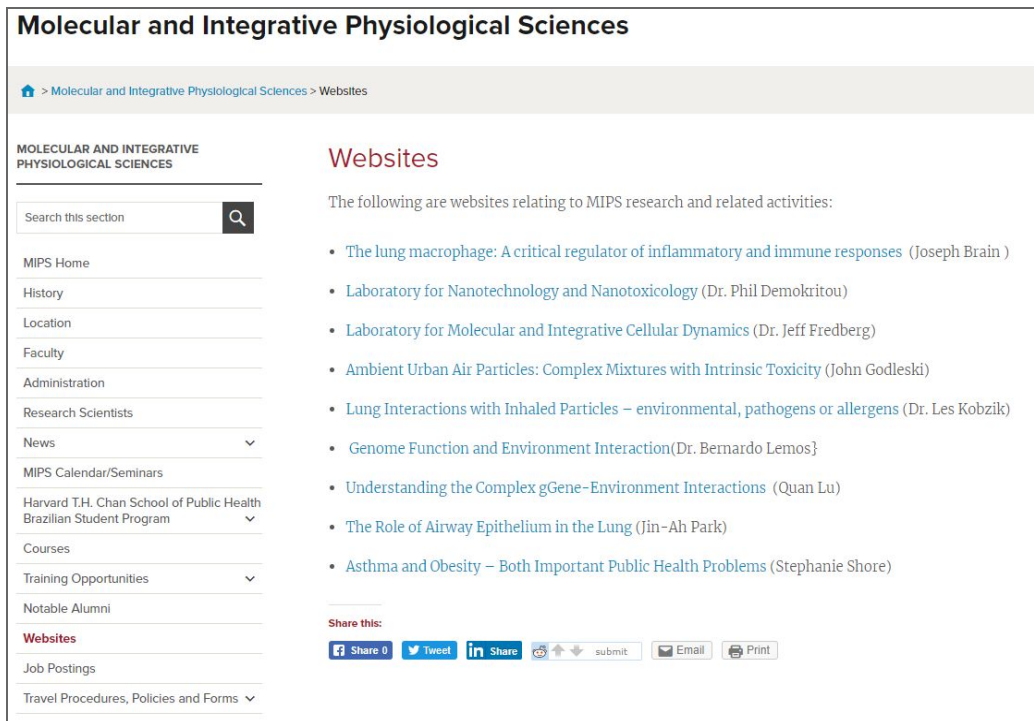 Molecular and Integrative Physiological Sciences
> Molecular and Integrative Physiological Sciences > Websites
MOLECULAR AND INTEGRATIVE
PHYSIOLOGICAL SCIENCES
Search this section
MIPS Home
History
Location
Faculty
Administration
Research Scientists
News
MIPS Calendar/Seminars
Harvard T.H. Chan School of Public Health
Brazilian Student Program
Courses
Training Opportunities
Notable Alumni
Websites
Job Postings
Travel Procedures, Policies and Forms
Websites
The following are websites relating to MIPS research and related activities:
• The lung macrophage: A critical regulator of inflammatory and immune responses (Joseph Brain )
• Laboratory for Nanotechnology and Nanotoxicology (Dr. Phil Demokritou)
• Laboratory for Molecular and Integrative Cellular Dynamics (Dr. Jeff Fredberg)
• Ambient Urban Air Particles: Complex Mixtures with Intrinsic Toxicity (John Godleski)
• Lung Interactions with Inhaled Particles – environmental, pathogens or allergens (Dr. Les Kobzik)
• Genome Function and Environment Interaction(Dr. Bernardo Lemos}
• Understanding the Complex gGene-Environment Interactions (Quan Lu)
• The Role of Airway Epithelium in the Lung (Jin-Ah Park)
• Asthma and Obesity – Both Important Public Health Problems (Stephanie Shore)
Share this:
Share 0 Tweet in Share submit Email Print